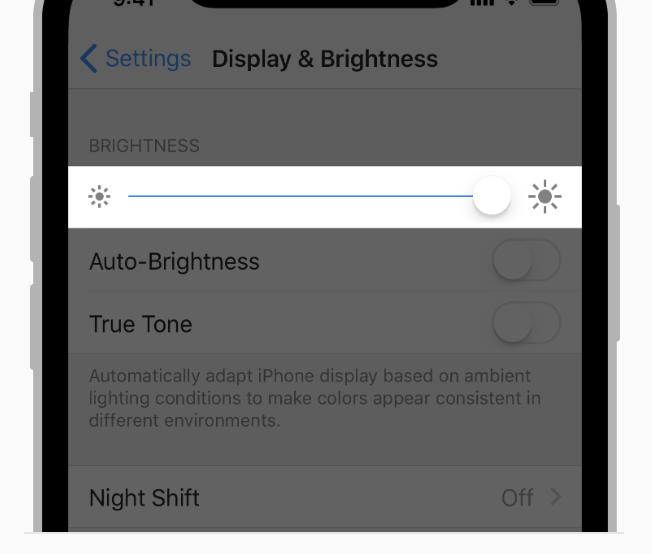 9:41
Settings Display & Brightness
BRIGHTNESS
Auto-Brightness
True Tone
Automatically adapt iPhone display based on ambient
lighting conditions to make colors appear consistent in
different environments.
Night Shift Off